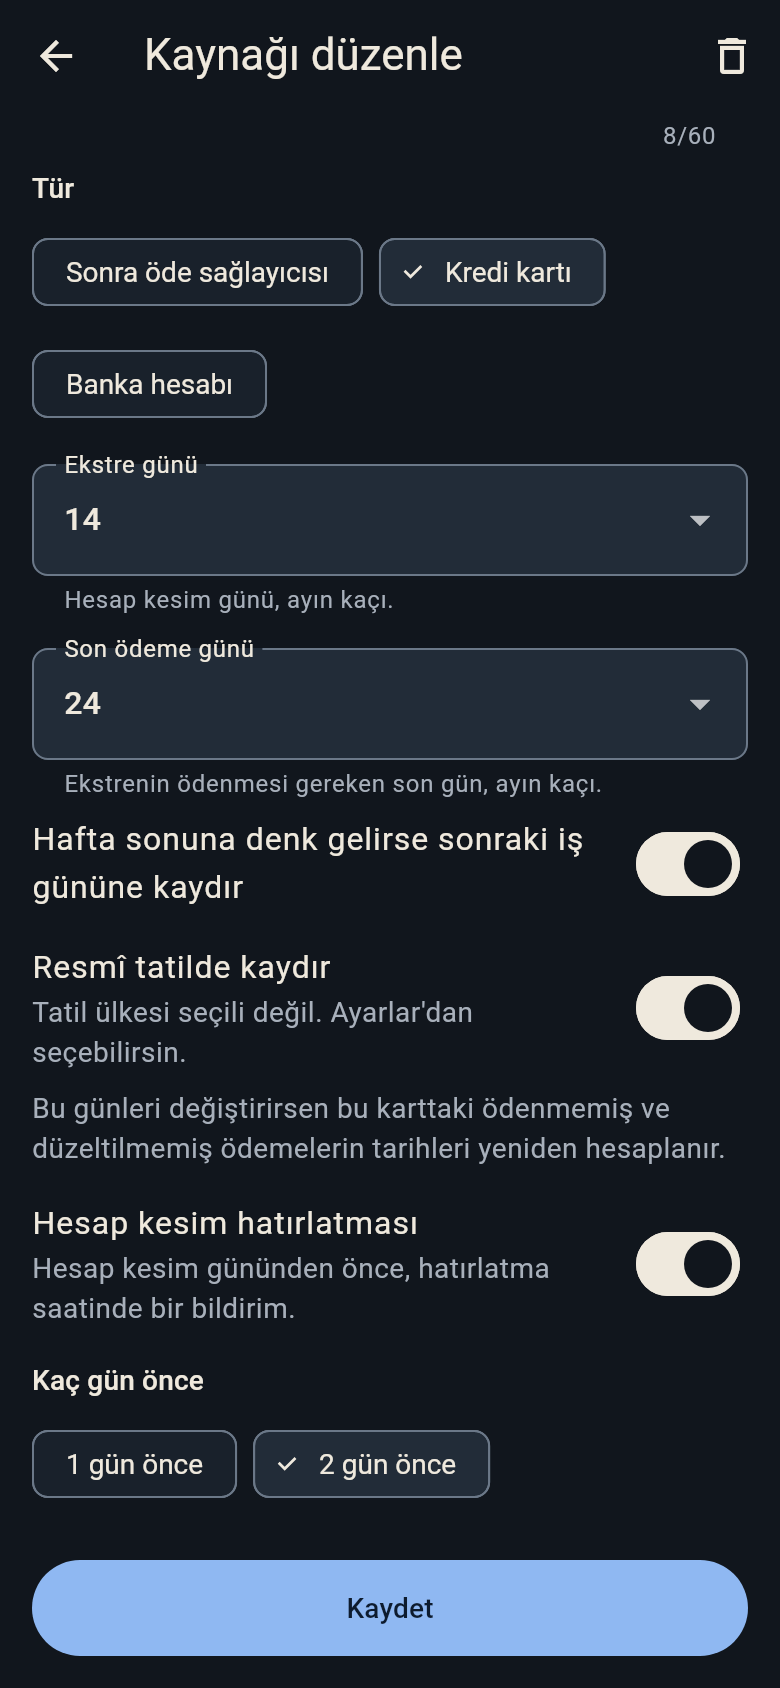 Kaynağı düzenle
8/60
Tür
Sonra öde sağlayıcısı
Kredi kartı
Banka hesabı
Ekstre günü
14
Hesap kesim günü, ayın kaçı.
Son ödeme günü
24
Ekstrenin ödenmesi gereken son gün, ayın kaçı.
Hafta sonuna denk gelirse sonraki iş
gününe kaydır
Resmî tatilde kaydır
Tatil ülkesi seçili değil. Ayarlar'dan
seçebilirsin.
Bu günleri değiştirirsen bu karttaki ödenmemiş ve
düzeltilmemiş ödemelerin tarihleri yeniden hesaplanır.
Hesap kesim hatırlatması
Hesap kesim gününden önce, hatırlatma
saatinde bir bildirim.
Kaç gün önce
1 gün önce
2 gün önce
Kaydet